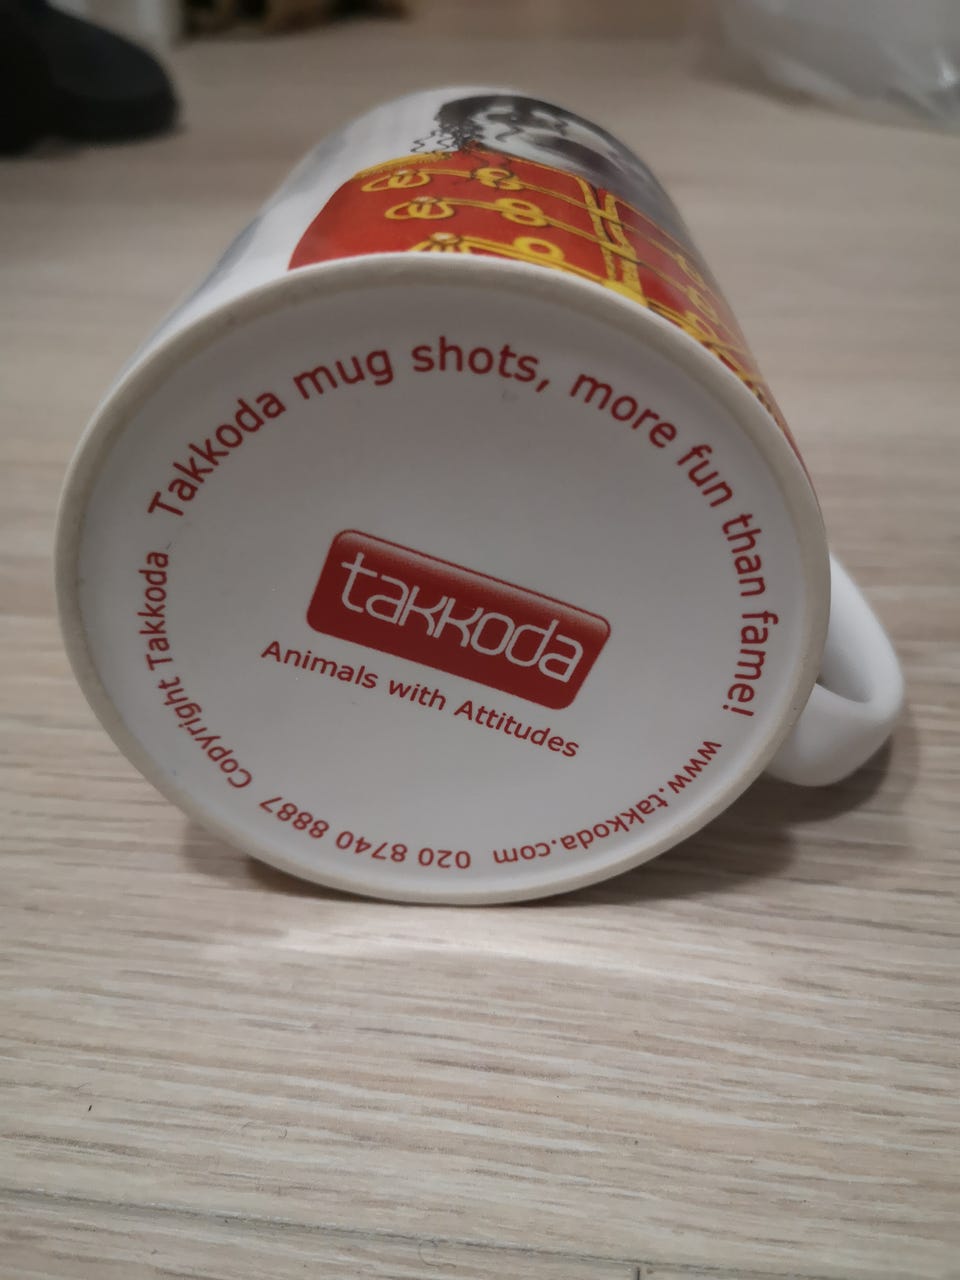 Takkoda mug shots, more fun than fame!
www.takkoda.com
020 8740 8887
Copyright Takkoda
takkoda
Animals with Attitudes